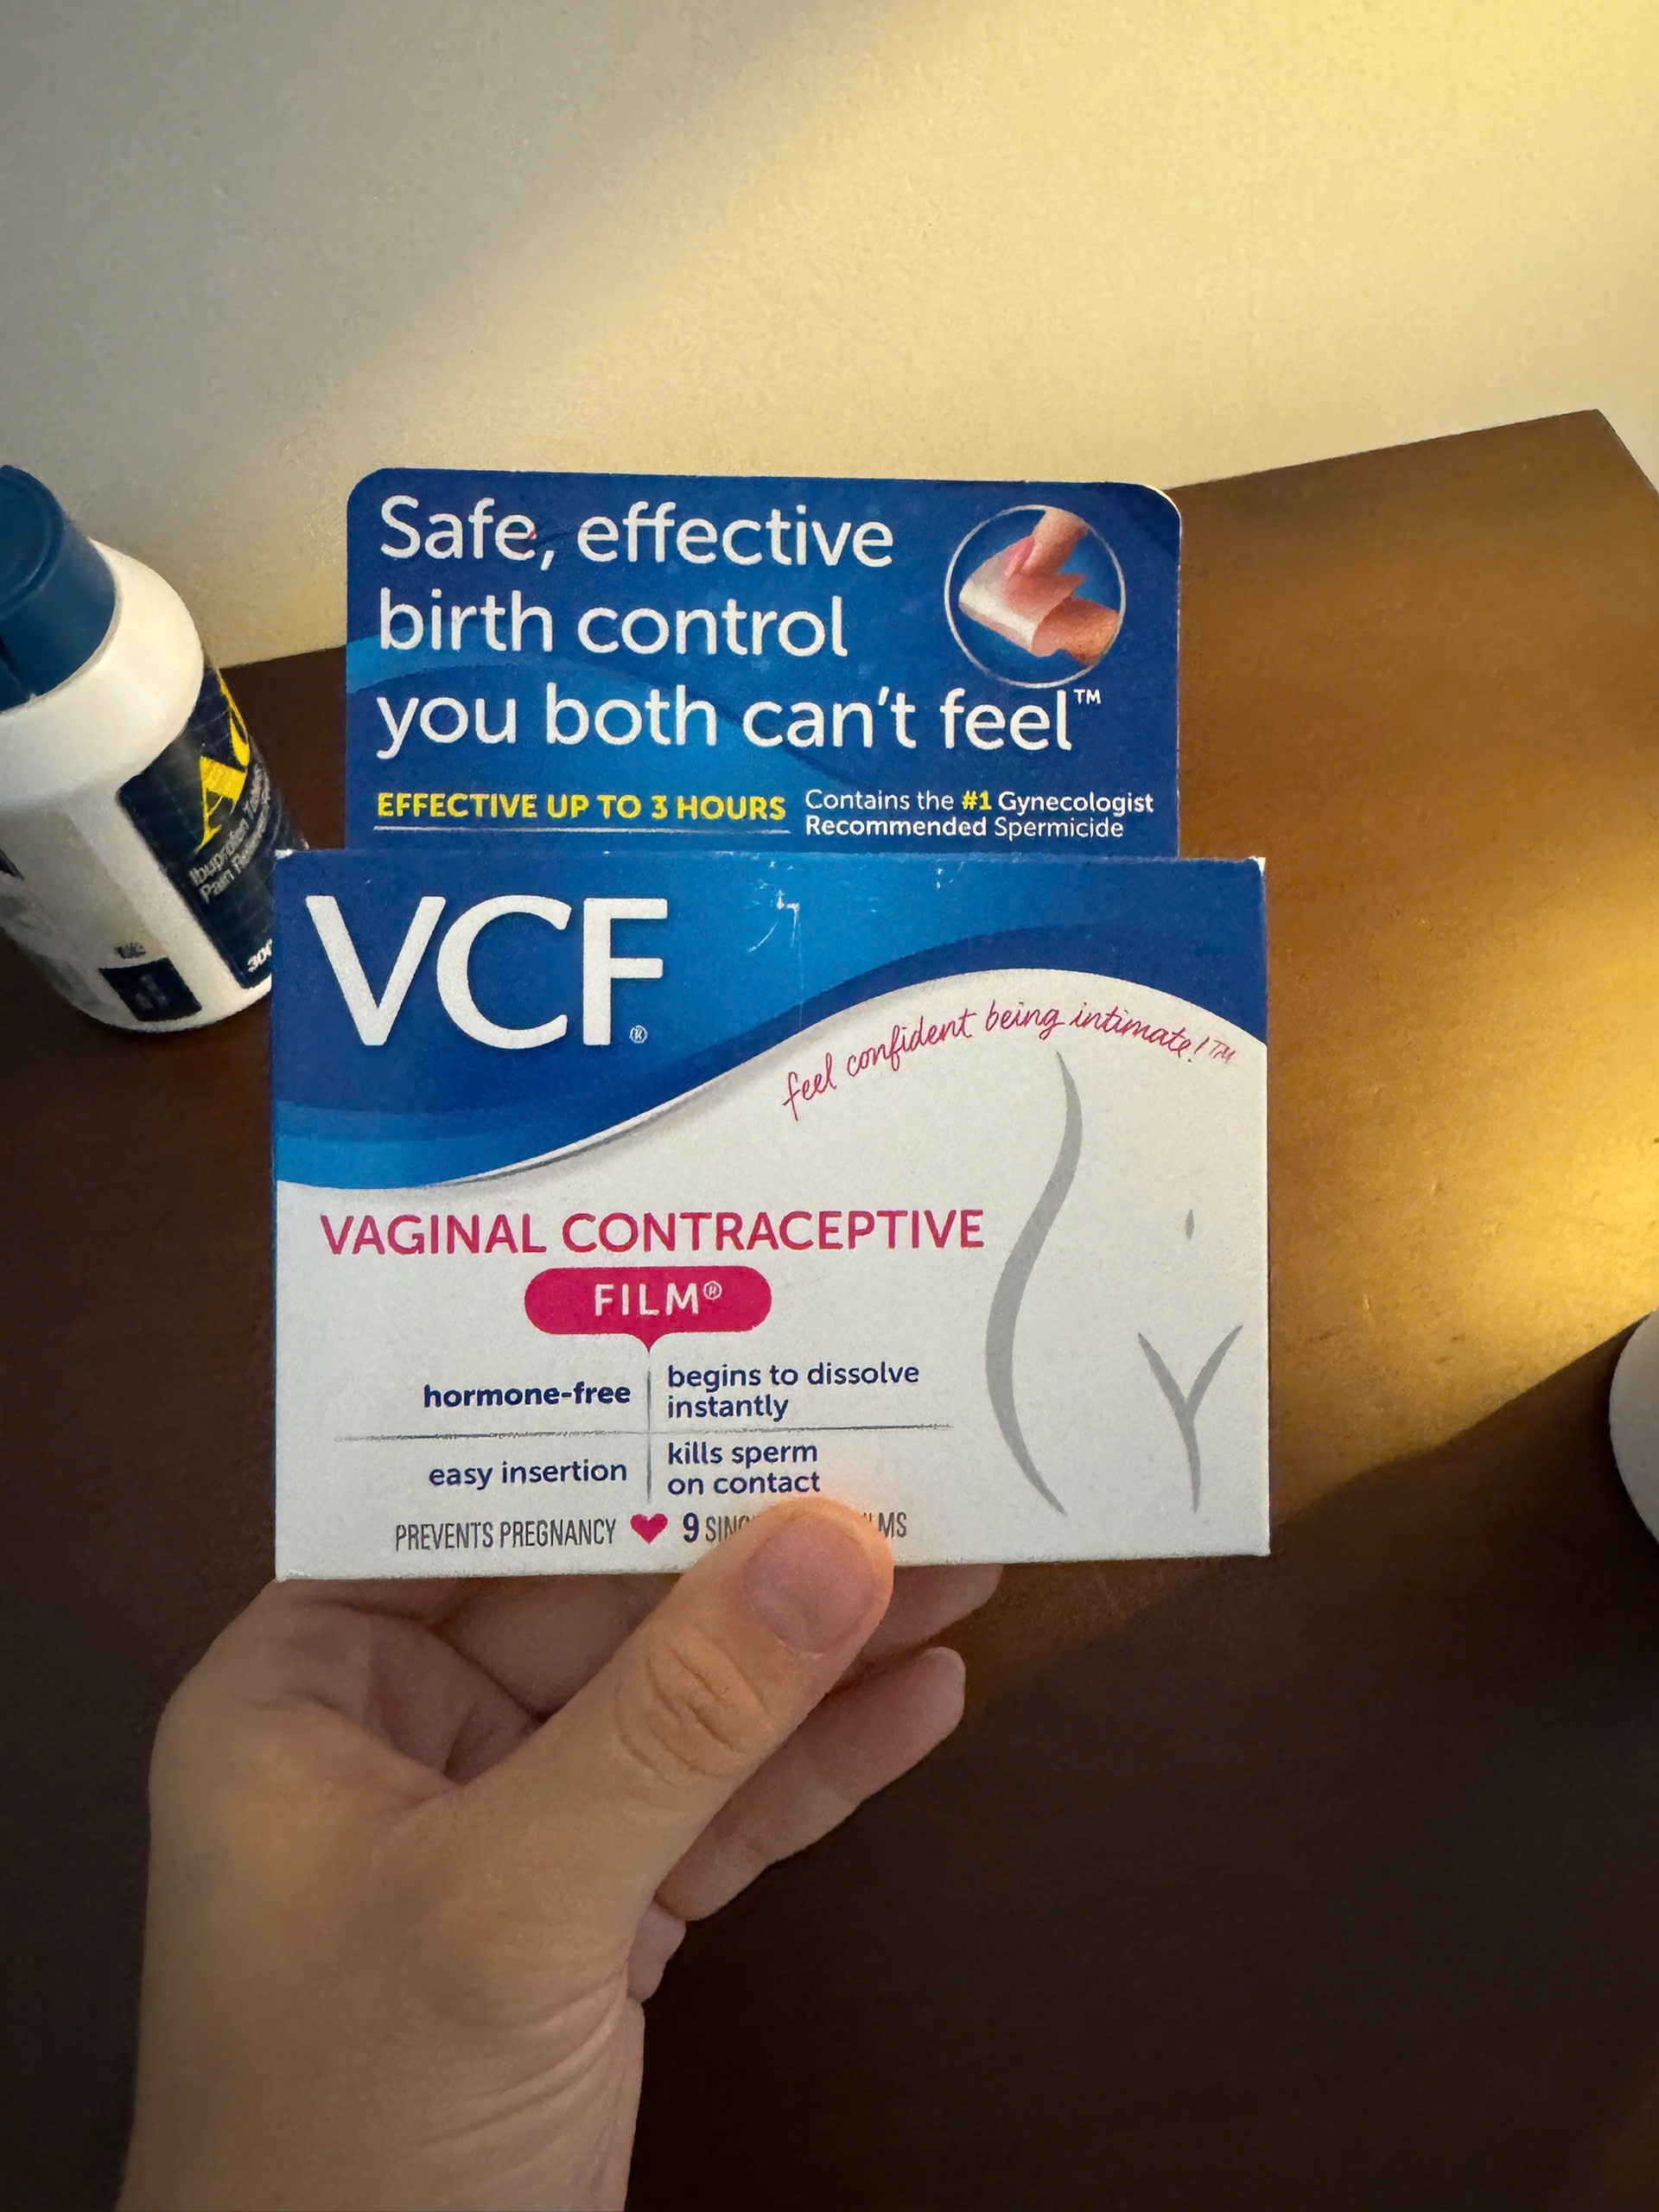 Safe, effective
birth control
you both can't feel™
EFFECTIVE UP TO 3 HOURS
Contains the #1 Gynecologist
Recommended Spermicide
VCF®
feel confident being intimate!™
VAGINAL CONTRACEPTIVE
FILM®
hormone-free
begins to dissolve
instantly
easy insertion
kills sperm
on contact
PREVENTS PREGNANCY 9
Ibuprofen
Pain
300